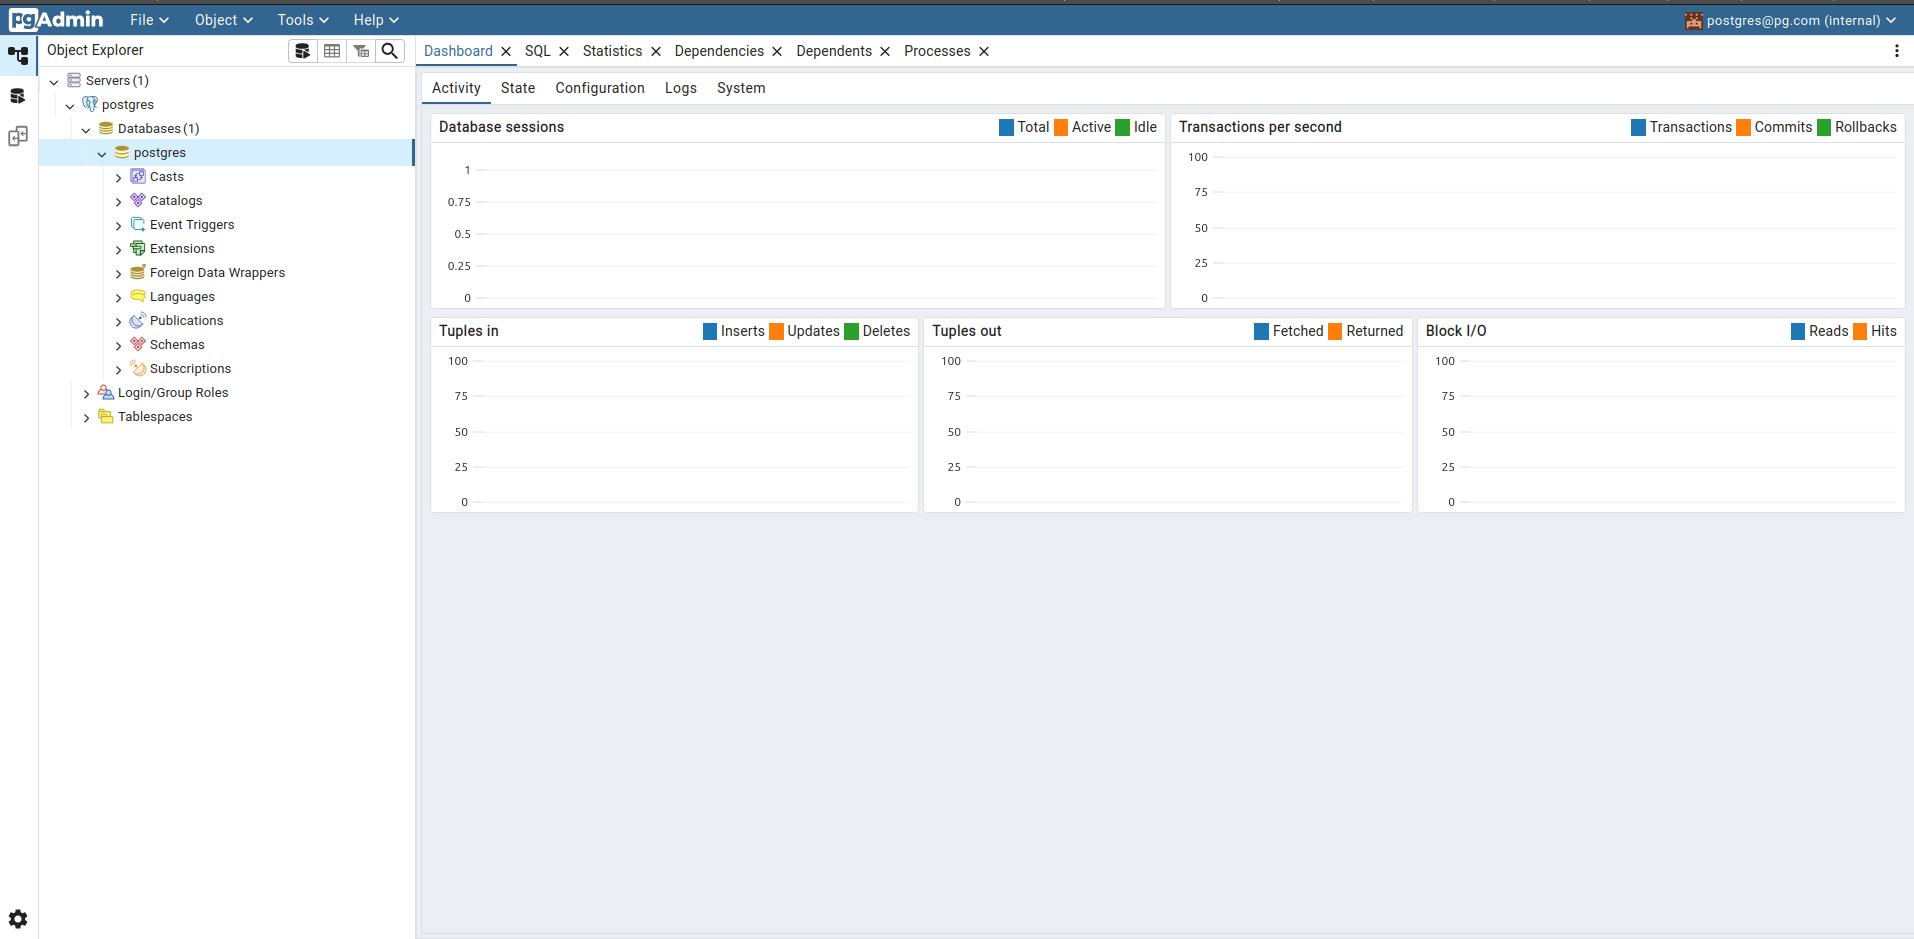 pgAdmin File Object Tools Help postgres@pg.com (internal)
Object Explorer
Servers (1)
postgres
Databases (1)
postgres
Casts
Catalogs
Event Triggers
Extensions
Foreign Data Wrappers
Languages
Publications
Schemas
Subscriptions
Login/Group Roles
Tablespaces
Dashboard SQL Statistics Dependencies Dependents Processes
Activity State Configuration Logs System
Database sessions Total Active Idle
1
0.75
0.5
0.25
0
Transactions per second Transactions Commits Rollbacks
100
75
50
25
0
Tuples in Inserts Updates Deletes
100
75
50
25
0
Tuples out Fetched Returned
100
75
50
25
0
Block I/O Reads Hits
100
75
50
25
0